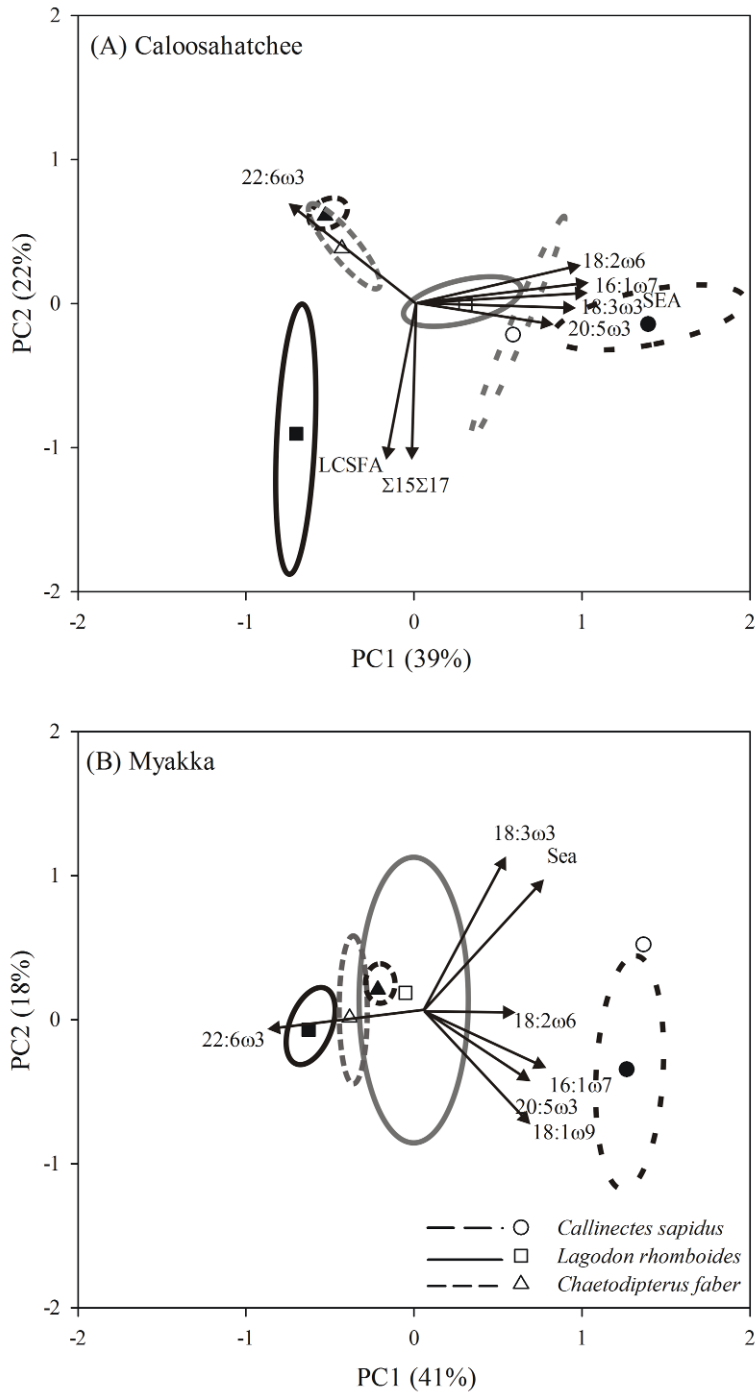 2
(A) Caloosahatchee
1
22:6ω3
18:2ω6
16:1ω7
0
18:3ω3 SEA
20:5ω3
PC2 (22%)
-1
LCSFA
Σ15Σ17
-2
-2 -1 0 1 2
PC1 (39%)
2
(B) Myakka
18:3ω3
1
Sea
PC2 (18%)
0
22:6ω3
18:2ω6
16:1ω7
20:5ω3
18:1ω9
-1
Callinectes sapidus
Lagodon rhomboides
Chaetodipterus faber
-2
-2 -1 0 1 2
PC1 (41%)